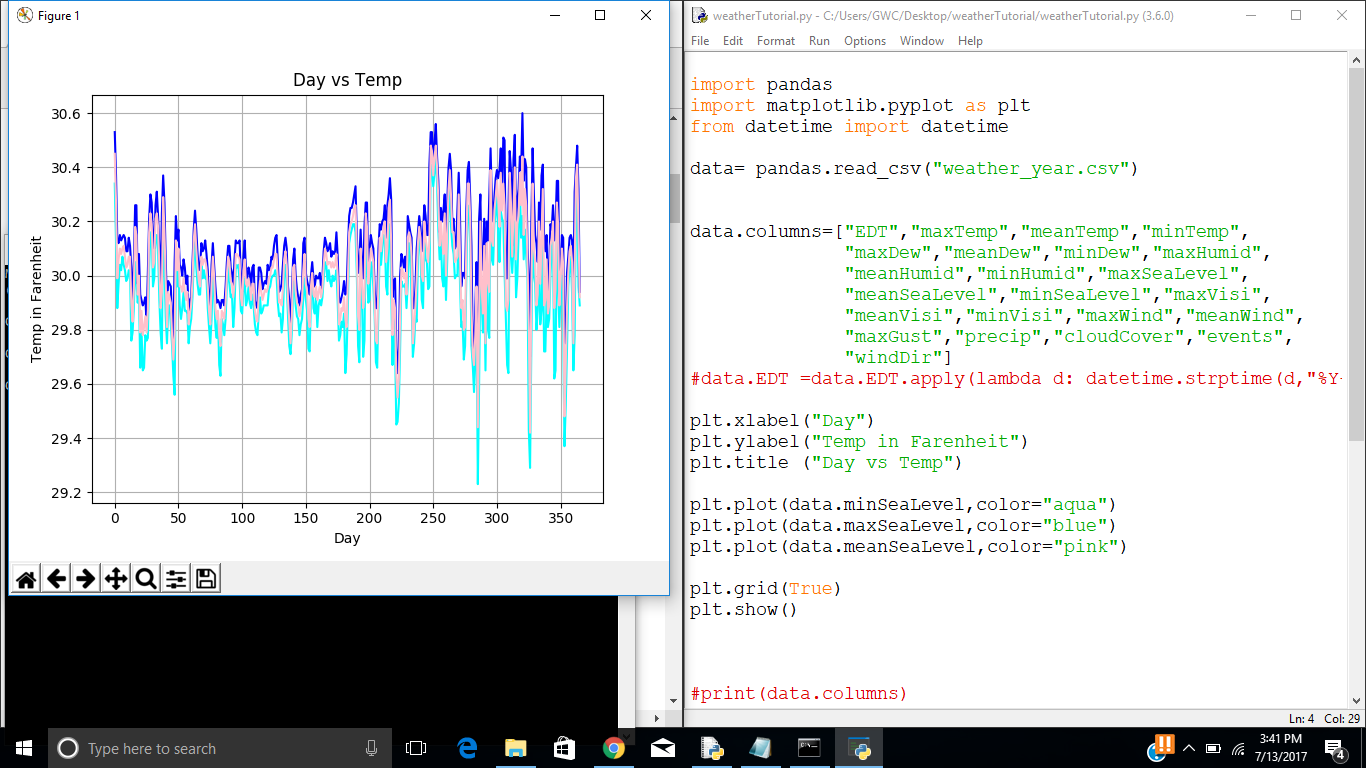 Figure 1
Day vs Temp
30.6
30.4
30.2
30.0
29.8
29.6
29.4
29.2
Temp in Farenheit
0 50 100 150 200 250 300 350
Day
weatherTutorial.py - C:/Users/GWC/Desktop/weatherTutorial/weatherTutorial.py (3.6.0)
File Edit Format Run Options Window Help
import pandas
import matplotlib.pyplot as plt
from datetime import datetime
data= pandas.read_csv("weather_year.csv")
data.columns=["EDT","maxTemp","meanTemp","minTemp",
"maxDew","meanDew","minDew","maxHumid",
"meanHumid","minHumid","maxSeaLevel",
"meanSeaLevel","minSeaLevel","maxVisi",
"meanVisi","minVisi","maxWind","meanWind",
"maxGust","precip","cloudCover","events",
"windDir"]
#data.EDT =data.EDT.apply(lambda d: datetime.strptime(d,"%Y-
plt.xlabel("Day")
plt.ylabel("Temp in Farenheit")
plt.title ("Day vs Temp")
plt.plot(data.minSeaLevel,color="aqua")
plt.plot(data.maxSeaLevel,color="blue")
plt.plot(data.meanSeaLevel,color="pink")
plt.grid(True)
plt.show()
#print(data.columns)
Ln: 4 Col: 29
Type here to search
3:41 PM
7/13/2017
4